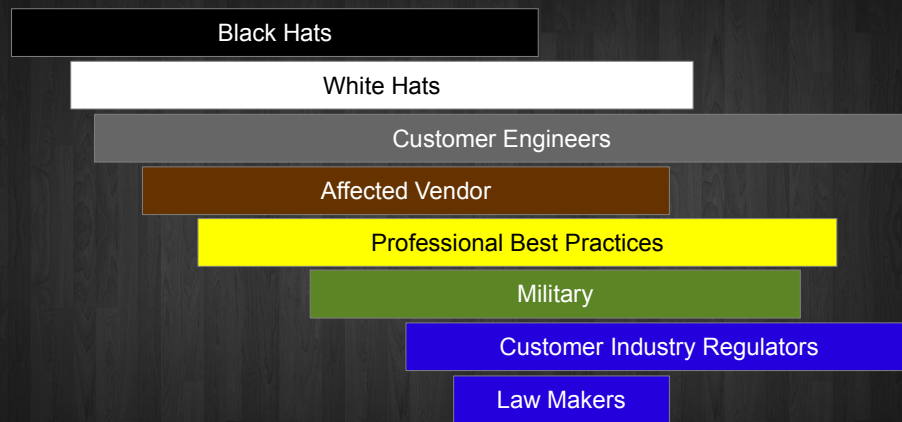 Black Hats
White Hats
Customer Engineers
Affected Vendor
Professional Best Practices
Military
Customer Industry Regulators
Law Makers